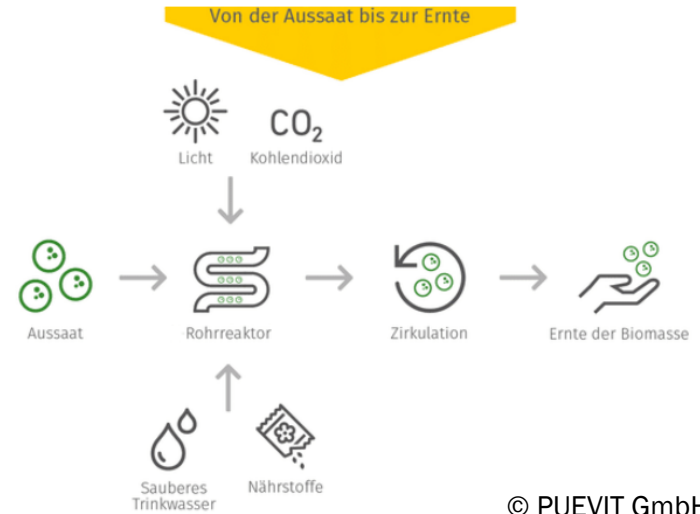 Von der Aussaat bis zur Ernte
CO₂
Licht
Kohlendioxid
Aussaat
Rohrreaktor
Zirkulation
Ernte der Biomasse
Sauberes
Trinkwasser
Nährstoffe
© PUEVIT GmbH